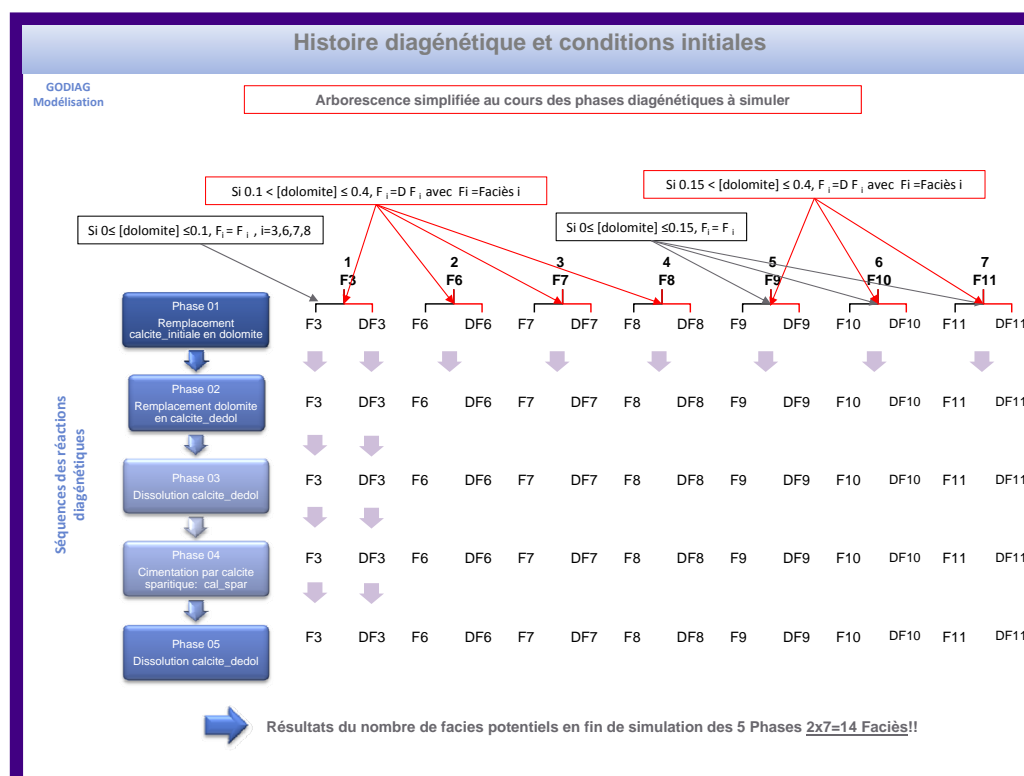 Histoire diagénétique et conditions initiales
GODIAG
Modélisation
Arborescence simplifiée au cours des phases diagénétiques à simuler
Si 0.1 < [dolomite] ≤ 0.4, F i =D F i avec Fi =Faciès i
Si 0.15 < [dolomite] ≤ 0.4, F i =D F i avec Fi =Faciès i
Si 0≤ [dolomite] ≤0.1, F i = F i , i=3,6,7,8
Si 0≤ [dolomite] ≤0.15, F i = F i
1 2 3 4 5 6 7
F3 F6 F7 F8 F9 F10 F11
Phase 01
Remplacement
calcite_initiale en dolomite
F3 DF3 F6 DF6 F7 DF7 F8 DF8 F9 DF9 F10 DF10 F11 DF11
Phase 02
Remplacement dolomite
en calcite_dedol
F3 DF3 F6 DF6 F7 DF7 F8 DF8 F9 DF9 F10 DF10 F11 DF11
Séquences des réactions
diagénétiques
Phase 03
Dissolution calcite_dedol
F3 DF3 F6 DF6 F7 DF7 F8 DF8 F9 DF9 F10 DF10 F11 DF11
Phase 04
Cimentation par calcite
sparitique: cal_spar
F3 DF3 F6 DF6 F7 DF7 F8 DF8 F9 DF9 F10 DF10 F11 DF11
Phase 05
Dissolution calcite_dedol
F3 DF3 F6 DF6 F7 DF7 F8 DF8 F9 DF9 F10 DF10 F11 DF11
Résultats du nombre de facies potentiels en fin de simulation des 5 Phases 2x7=14 Faciès!!